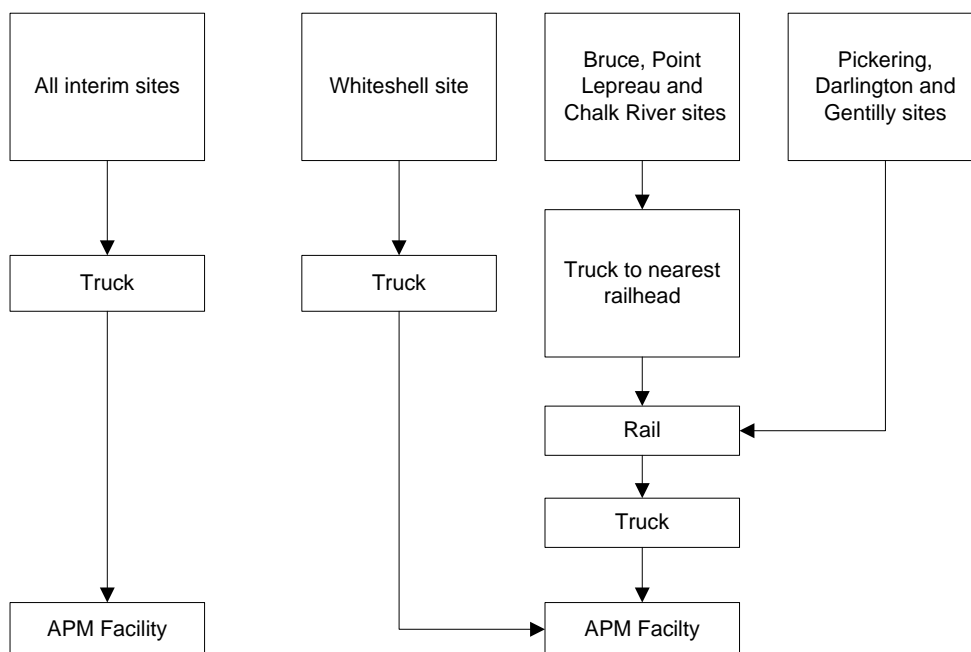 All interim sites
Whiteshell site
Bruce, Point
Lepreau and
Chalk River sites
Pickering,
Darlington and
Gentilly sites
Truck
Truck
Truck to nearest
railhead
Rail
Truck
APM Facility
APM Facilty